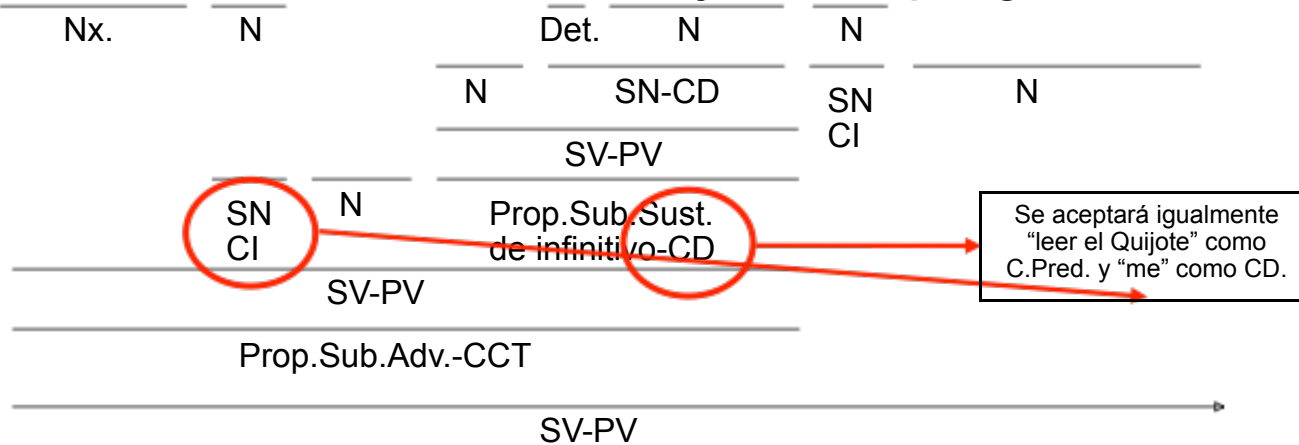 Nx. N Det. N N
N SN-CD SN N
CI
SV-PV
SN N Prop.Sub.Sust.
CI de infinitivo-CD
Se aceptará igualmente
“leer el Quijote” como
C.Pred. y “me” como CD.
SV-PV
Prop.Sub.Adv.-CCT
SV-PV